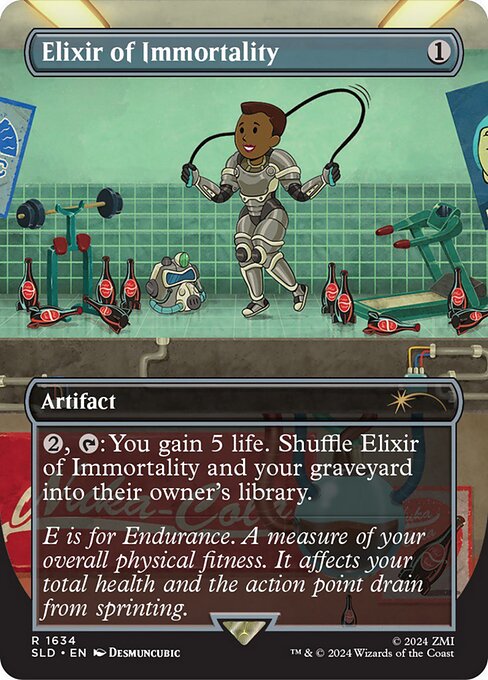 Elixir of Immortality 1
Artifact
2, : You gain 5 life. Shuffle Elixir
of Immortality and your graveyard
into their owner's library.
E is for Endurance. A measure of your
overall physical fitness. It affects your
total health and the action point drain
from sprinting.
Nuka-Cola
R 1634
SLD • EN Desmuncubic
© 2024 ZMI
™ & © 2024 Wizards of the Coast